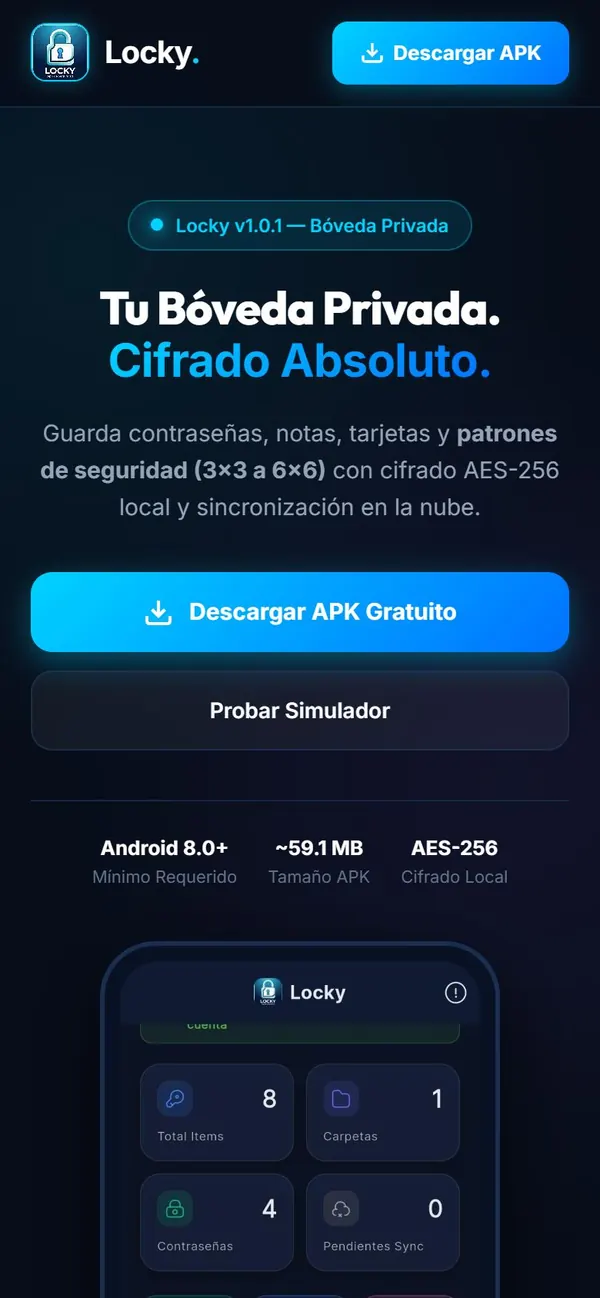 LOCKY
Locky.
Descargar APK
Locky v1.0.1 — Bóveda Privada
Tu Bóveda Privada.
Cifrado Absoluto.
Guarda contraseñas, notas, tarjetas y patrones
de seguridad (3×3 a 6×6) con cifrado AES-256
local y sincronización en la nube.
Descargar APK Gratuito
Probar Simulador
Android 8.0+
Mínimo Requerido
~59.1 MB
Tamaño APK
AES-256
Cifrado Local
LOCKY
Locky
cuenta
8
Total Items
1
Carpetas
4
Contraseñas
0
Pendientes Sync